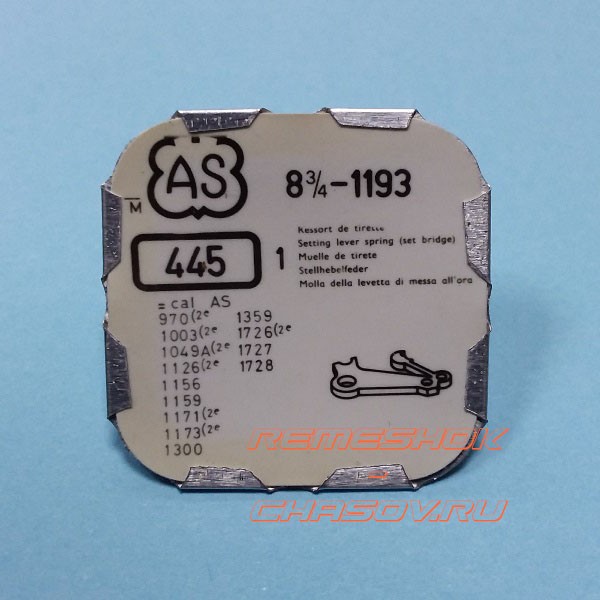 AS
8¾-1193
M
445 1
Ressort de tirette
Setting lever spring (set bridge)
Muelle de tirete
Stellhebelfeder
Molla della levetta di messa all'ora
= cal AS
970(2e 1359
1003(2e 1726(2e
1049A(2e 1727
1126(2e 1728
1156
1159
1171(2e
1173(2e
1300
REMESHOK
CHASOV.RU